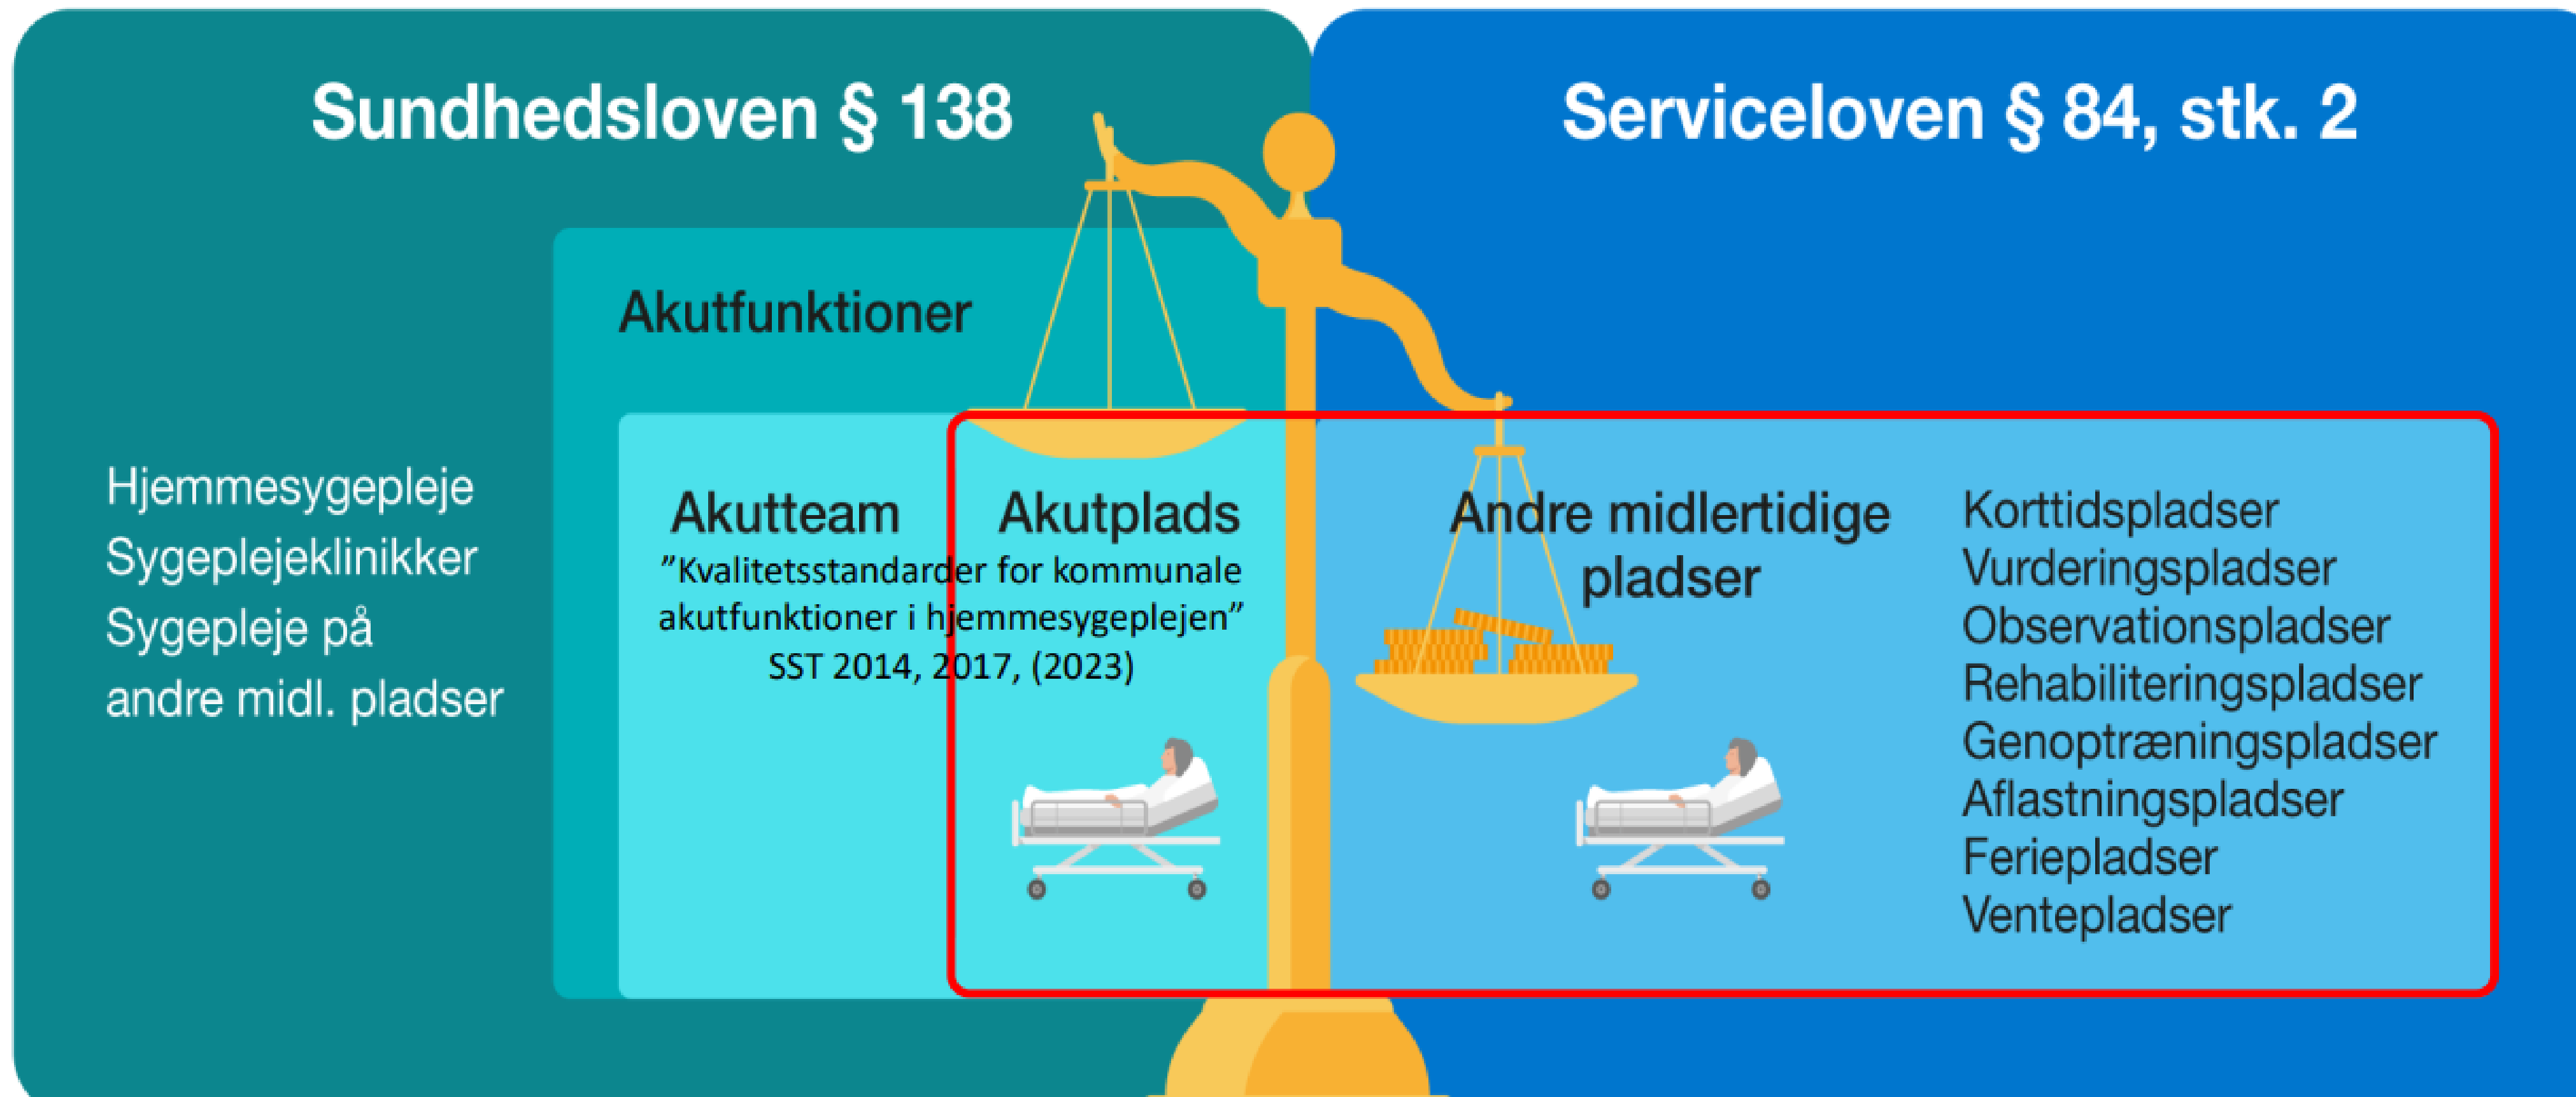 Sundhedsloven § 138
Serviceloven § 84, stk. 2
Akutfunktioner
Hjemmesygepleje
Sygeplejeklinikker
Sygepleje på
andre midl. pladser
Akutteam
Akutplads
”Kvalitetsstandarder for kommunale
akutfunktioner i hjemmesygeplejen”
SST 2014, 2017, (2023)
Andre midlertidige
pladser
Korttidspladser
Vurderingspladser
Observationspladser
Rehabiliteringspladser
Genoptræningspladser
Aflastningspladser
Feriepladser
Ventepladser